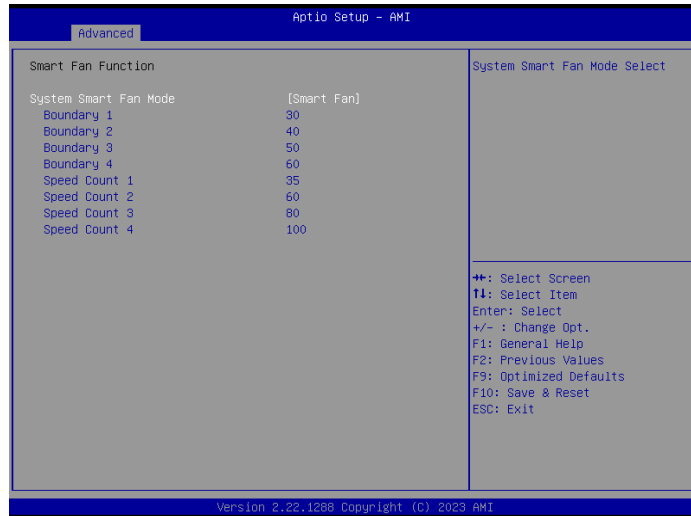 Aptio Setup – AMI
Advanced
Smart Fan Function
System Smart Fan Mode [Smart Fan]
Boundary 1 30
Boundary 2 40
Boundary 3 50
Boundary 4 60
Speed Count 1 35
Speed Count 2 60
Speed Count 3 80
Speed Count 4 100
System Smart Fan Mode Select
→←: Select Screen
↑↓: Select Item
Enter: Select
+/- : Change Opt.
F1: General Help
F2: Previous Values
F9: Optimized Defaults
F10: Save & Reset
ESC: Exit
Version 2.22.1288 Copyright (C) 2023 AMI